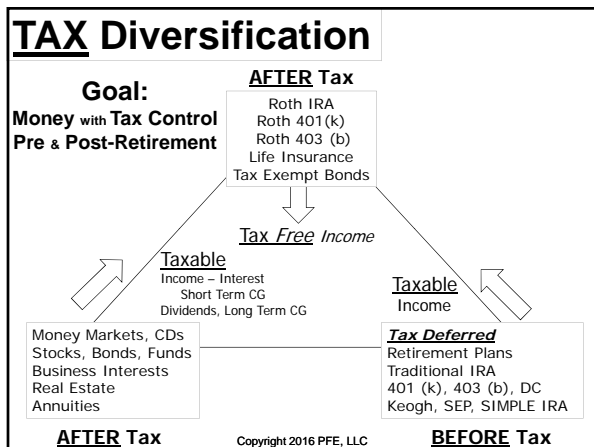 TAX Diversification
Goal:
Money with Tax Control
Pre & Post-Retirement
AFTER Tax
Roth IRA
Roth 401(k)
Roth 403 (b)
Life Insurance
Tax Exempt Bonds
Tax Free Income
Taxable
Income – Interest
Short Term CG
Dividends, Long Term CG
Taxable
Income
Money Markets, CDs
Stocks, Bonds, Funds
Business Interests
Real Estate
Annuities
AFTER Tax
Tax Deferred
Retirement Plans
Traditional IRA
401 (k), 403 (b), DC
Keogh, SEP, SIMPLE IRA
BEFORE Tax
Copyright 2016 PFE, LLC